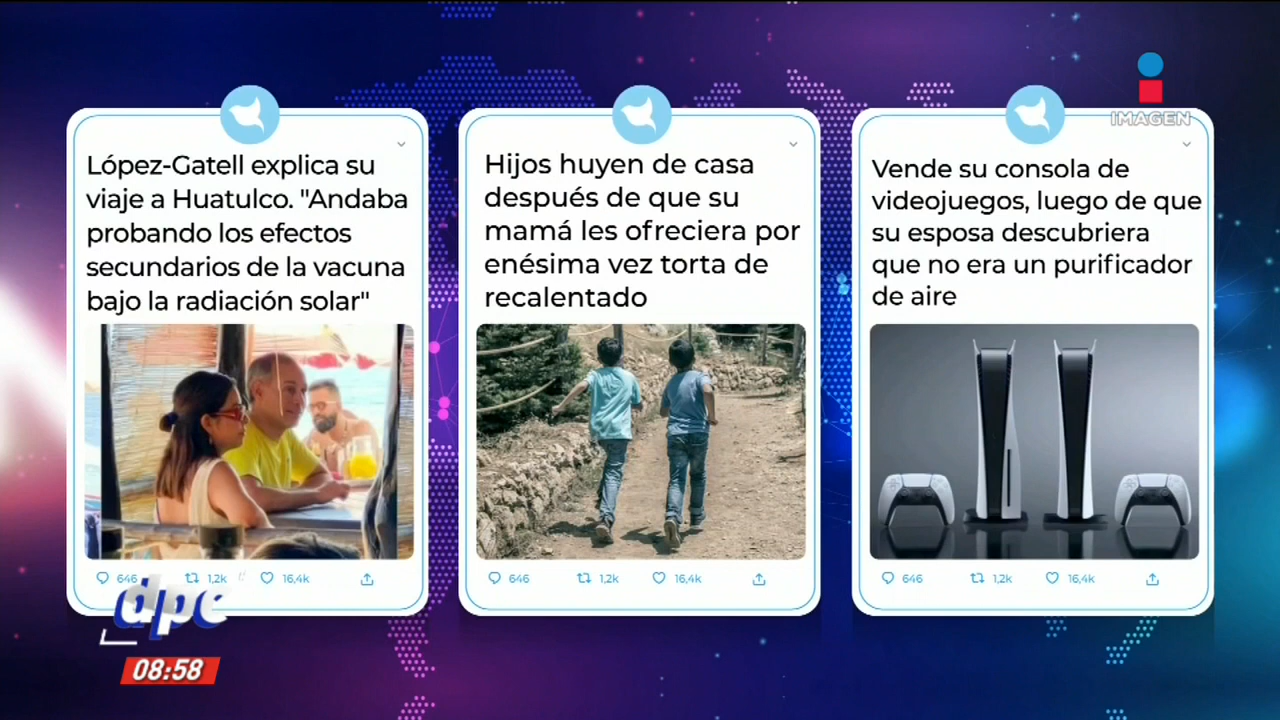 IMAGEN
López-Gatell explica su
viaje a Huatulco. "Andaba
probando los efectos
secundarios de la vacuna
bajo la radiación solar"
646 1,2k 16,4k
Hijos huyen de casa
después de que su
mamá les ofreciera por
enésima vez torta de
recalentado
646 1,2k 16,4k
Vende su consola de
videojuegos, luego de que
su esposa descubriera
que no era un purificador
de aire
646 1,2k 16,4k
dpe
08:58